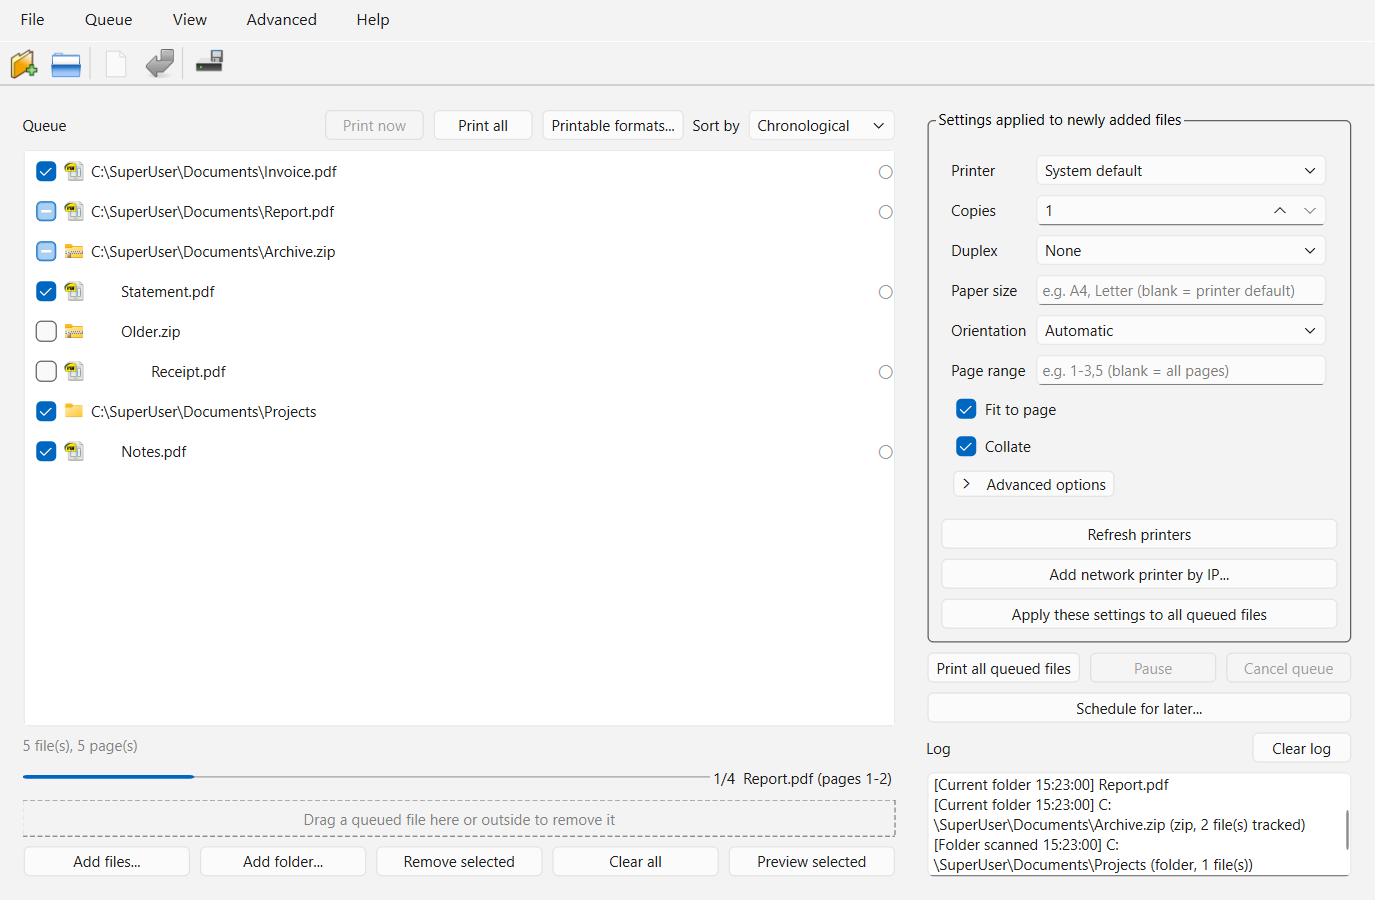 File Queue View Advanced Help
Queue Print now Print all Printable formats... Sort by Chronological
C:\SuperUser\Documents\Invoice.pdf
C:\SuperUser\Documents\Report.pdf
C:\SuperUser\Documents\Archive.zip
Statement.pdf
Older.zip
Receipt.pdf
C:\SuperUser\Documents\Projects
Notes.pdf
5 file(s), 5 page(s)
1/4 Report.pdf (pages 1-2)
Drag a queued file here or outside to remove it
Add files... Add folder... Remove selected Clear all Preview selected
Settings applied to newly added files
Printer System default
Copies 1
Duplex None
Paper size e.g. A4, Letter (blank = printer default)
Orientation Automatic
Page range e.g. 1-3,5 (blank = all pages)
Fit to page
Collate
Advanced options
Refresh printers
Add network printer by IP...
Apply these settings to all queued files
Print all queued files Pause Cancel queue
Schedule for later...
Log Clear log
[Current folder 15:23:00] Report.pdf
[Current folder 15:23:00] C:
\SuperUser\Documents\Archive.zip (zip, 2 file(s) tracked)
[Folder scanned 15:23:00] C:
\SuperUser\Documents\Projects (folder, 1 file(s))